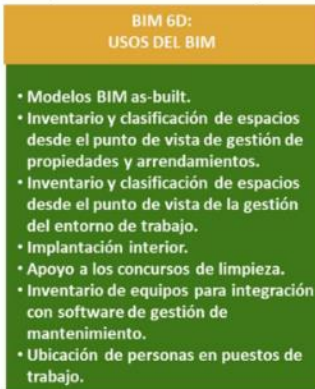 BIM 6D:
USOS DEL BIM
• Modelos BIM as-built.
• Inventario y clasificación de espacios
desde el punto de vista de gestión de
propiedades y arrendamientos.
• Inventario y clasificación de espacios
desde el punto de vista de la gestión
del entorno de trabajo.
• Implantación interior.
• Apoyo a los concursos de limpieza.
• Inventario de equipos para integración
con software de gestión de
mantenimiento.
• Ubicación de personas en puestos de
trabajo.